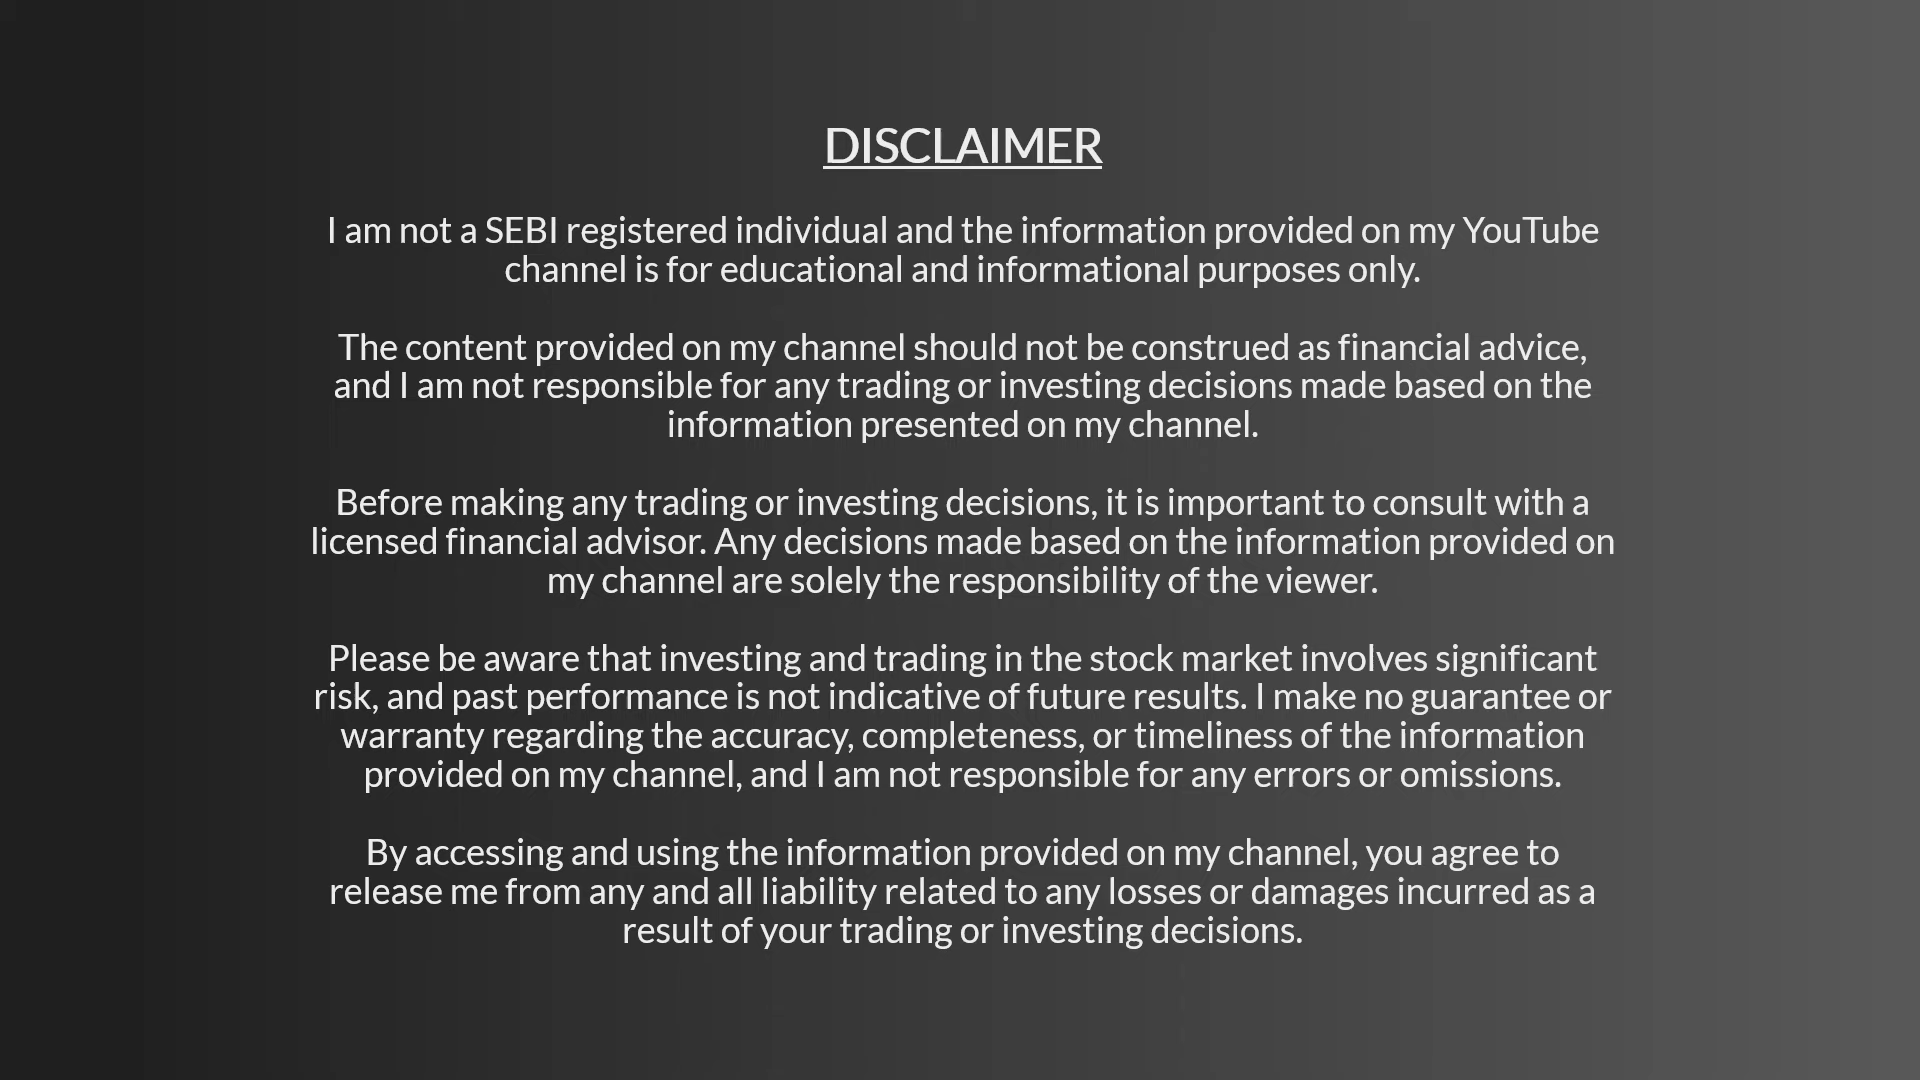 DISCLAIMER
I am not a SEBI registered individual and the information provided on my YouTube
channel is for educational and informational purposes only.
The content provided on my channel should not be construed as financial advice,
and I am not responsible for any trading or investing decisions made based on the
information presented on my channel.
Before making any trading or investing decisions, it is important to consult with a
licensed financial advisor. Any decisions made based on the information provided on
my channel are solely the responsibility of the viewer.
Please be aware that investing and trading in the stock market involves significant
risk, and past performance is not indicative of future results. I make no guarantee or
warranty regarding the accuracy, completeness, or timeliness of the information
provided on my channel, and I am not responsible for any errors or omissions.
By accessing and using the information provided on my channel, you agree to
release me from any and all liability related to any losses or damages incurred as a
result of your trading or investing decisions.